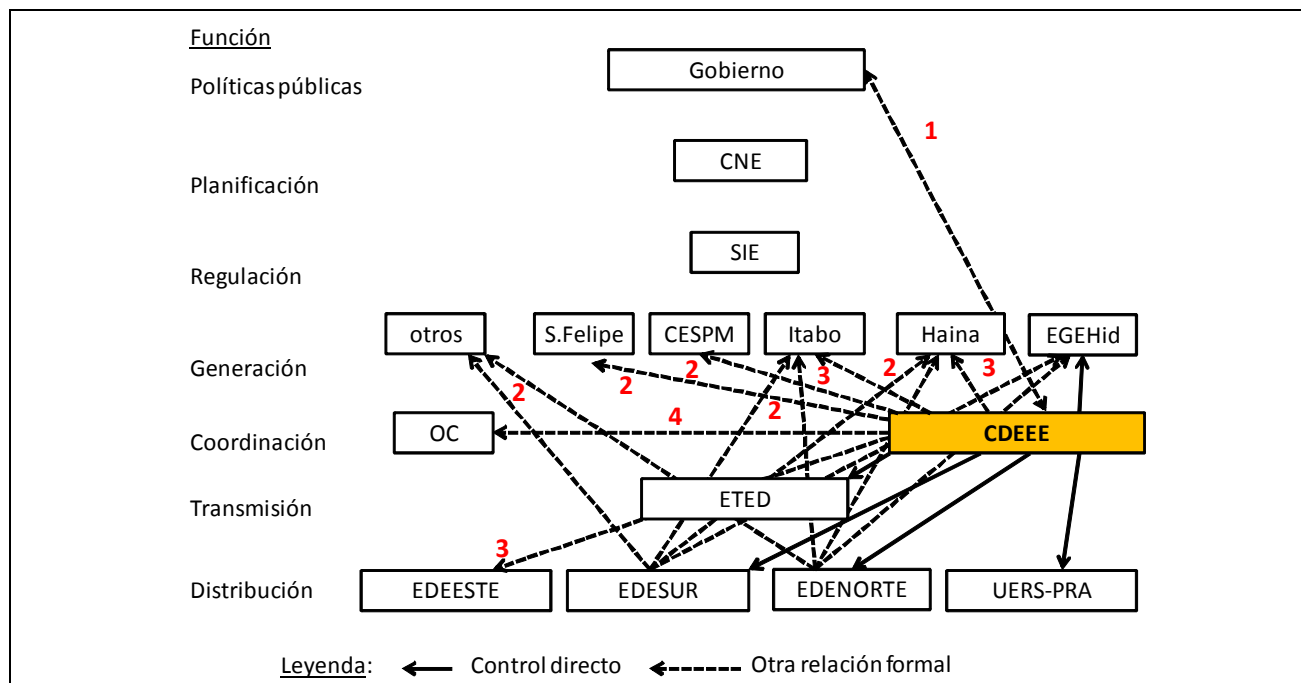 Función
Gobierno
Políticas públicas
1
CNE
Planificación
SIE
Regulación
otros S.Felipe CESPM Itabo Haina EGEHid
Generación
2 2 2 3 2 3
2
4
Coordinación OC CDEEE
ETED
Transmisión
3
Distribución EDEESTE EDESUR EDENORTE UERS-PRA
Leyenda: Control directo Otra relación formal